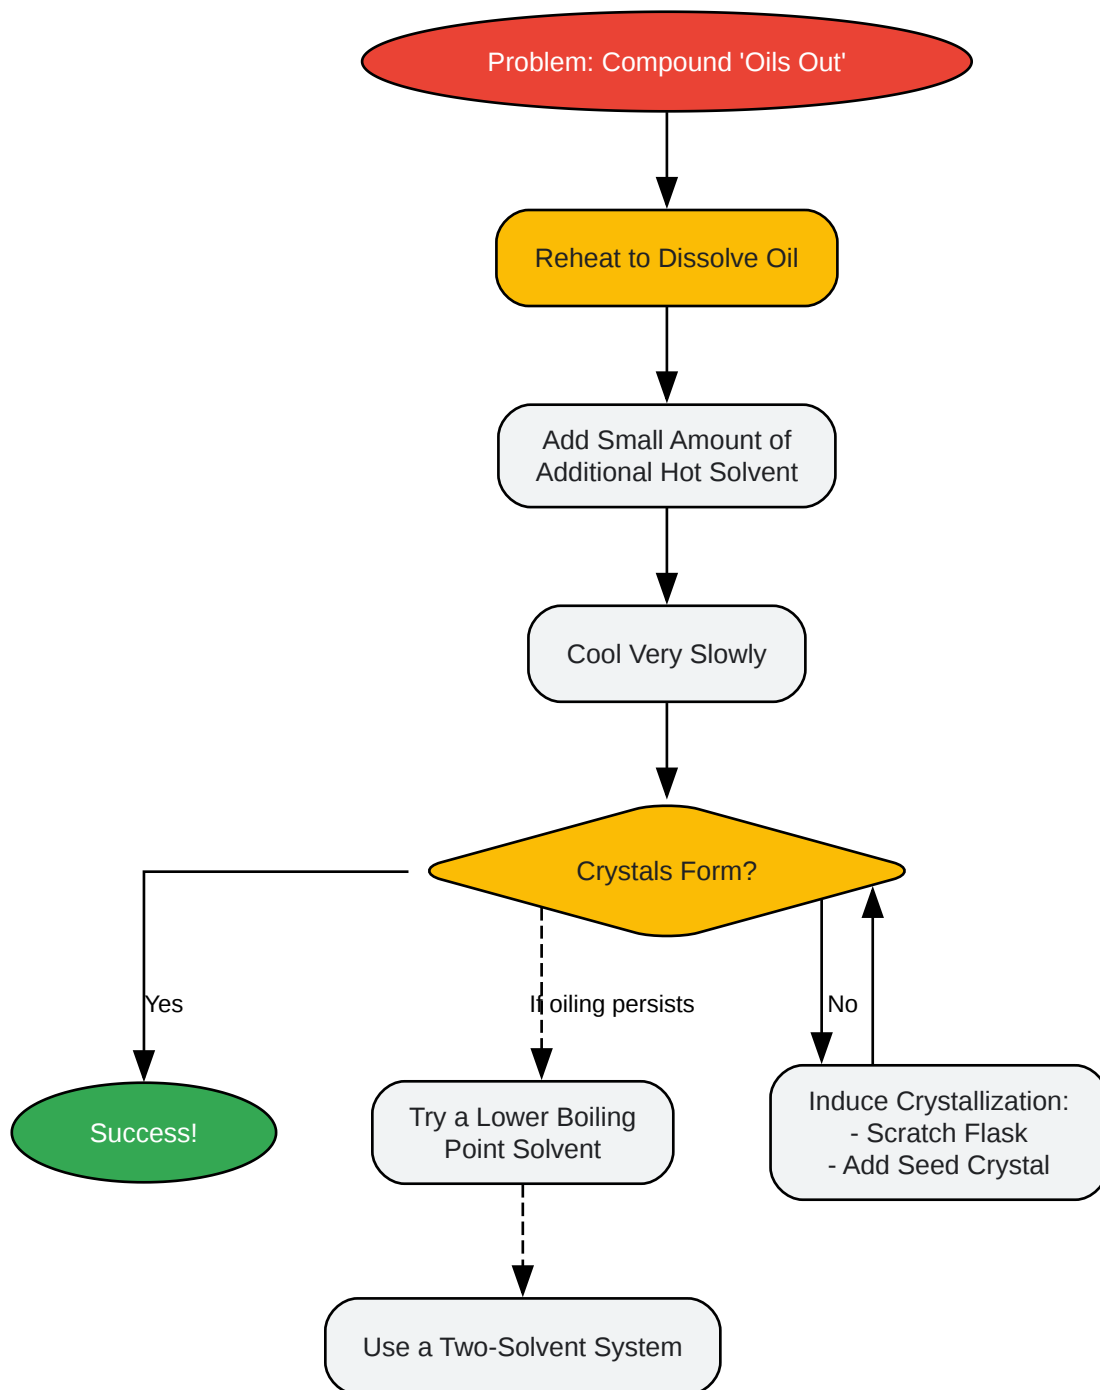 Problem: Compound 'Oils Out'
Reheat to Dissolve Oil
Add Small Amount of
Additional Hot Solvent
Cool Very Slowly
Crystals Form?
Yes
If oiling persists
No
Success!
Try a Lower Boiling
Point Solvent
Induce Crystallization:
- Scratch Flask
- Add Seed Crystal
Use a Two-Solvent System